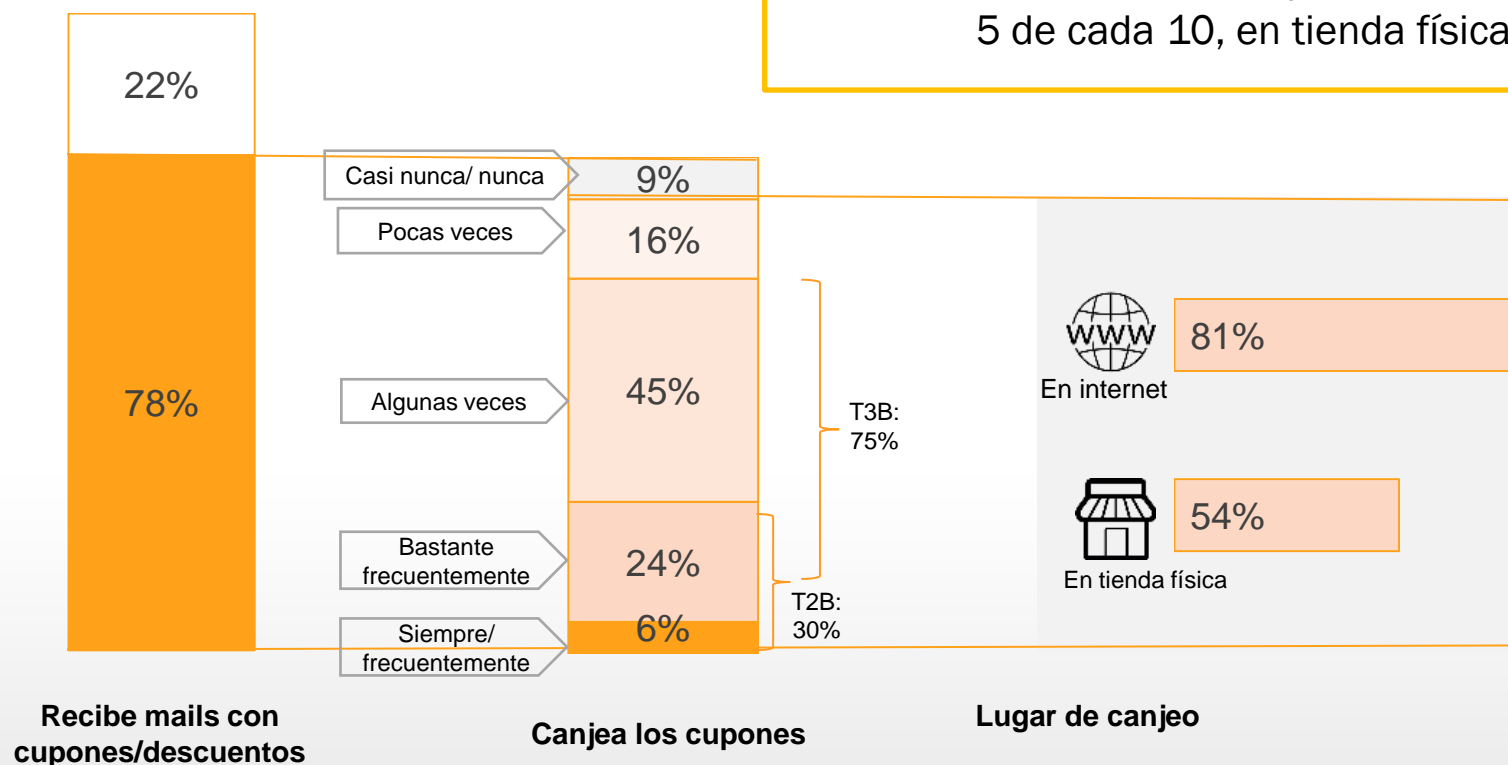 5 de cada 10, en tienda física
22%
78%
Recibe mails con
cupones/descuentos
Casi nunca/ nunca
9%
Pocas veces
16%
Algunas veces
45%
Bastante
frecuentemente
24%
Siempre/
frecuentemente
6%
T3B:
75%
T2B:
30%
Canjea los cupones
WWW
En internet
81%
En tienda física
54%
Lugar de canjeo